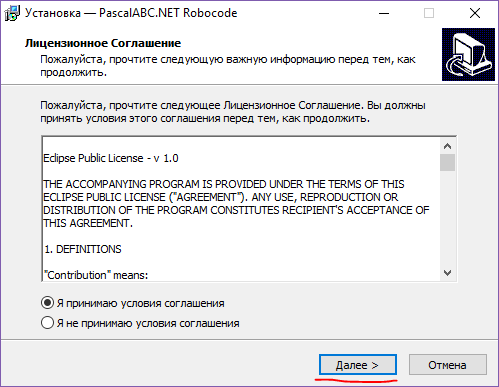 Установка — PascalABC.NET Robocode
Лицензионное Соглашение
Пожалуйста, прочтите следующую важную информацию перед тем, как
продолжить.
Пожалуйста, прочтите следующее Лицензионное Соглашение. Вы должны
принять условия этого соглашения перед тем, как продолжить.
Eclipse Public License - v 1.0
THE ACCOMPANYING PROGRAM IS PROVIDED UNDER THE TERMS OF THIS
ECLIPSE PUBLIC LICENSE ("AGREEMENT"). ANY USE, REPRODUCTION OR
DISTRIBUTION OF THE PROGRAM CONSTITUTES RECIPIENT'S ACCEPTANCE OF
THIS AGREEMENT.
1. DEFINITIONS
"Contribution" means:
Я принимаю условия соглашения
Я не принимаю условия соглашения
Далее >
Отмена